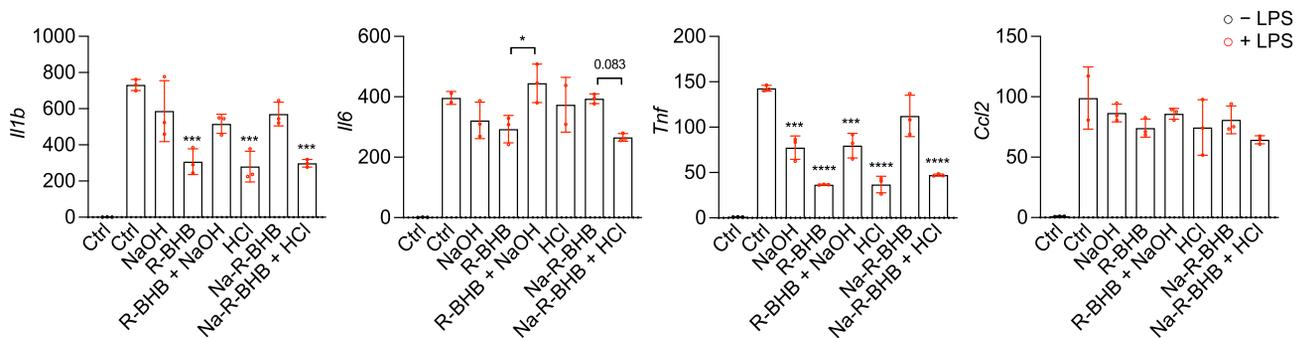 − LPS
+ LPS
Il1b
1000
800
600
400
200
0
***
***
***
Ctrl
Ctrl
NaOH
R-BHB
R-BHB + NaOH
HCl
Na-R-BHB
Na-R-BHB + HCl
Il6
600
400
200
0
*
0.083
Ctrl
Ctrl
NaOH
R-BHB
R-BHB + NaOH
HCl
Na-R-BHB
Na-R-BHB + HCl
Tnf
200
150
100
50
0
***
****
***
****
****
Ctrl
Ctrl
NaOH
R-BHB
R-BHB + NaOH
HCl
Na-R-BHB
Na-R-BHB + HCl
Ccl2
150
100
50
0
Ctrl
Ctrl
NaOH
R-BHB
R-BHB + NaOH
HCl
Na-R-BHB
Na-R-BHB + HCl